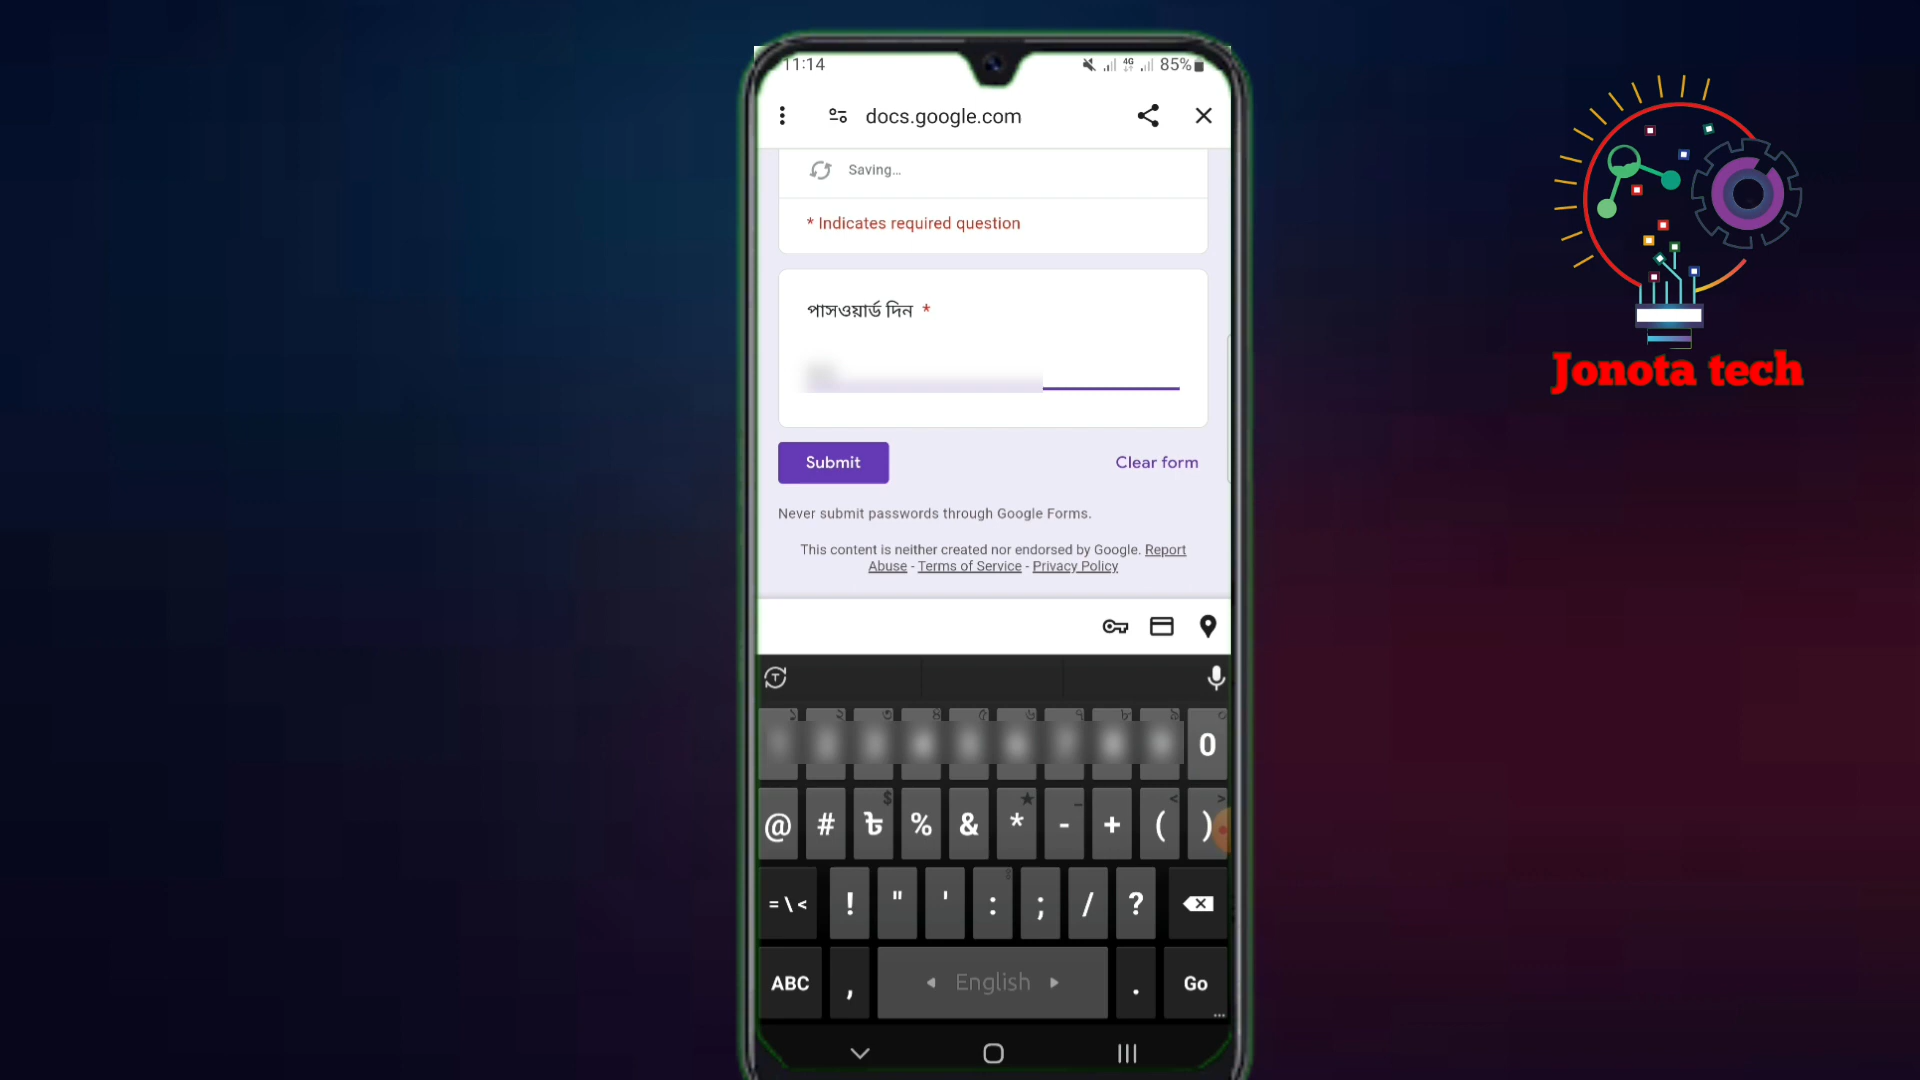 11:14
4G
85%
docs.google.com
Saving...
* Indicates required question
পাসওয়ার্ড দিন *
Submit
Clear form
Never submit passwords through Google Forms.
This content is neither created nor endorsed by Google. Report
Abuse - Terms of Service - Privacy Policy
Jonota tech
0
@ # ৳ % & * - + ( )
= \ < ! " ' : ; / ?
ABC , English . Go